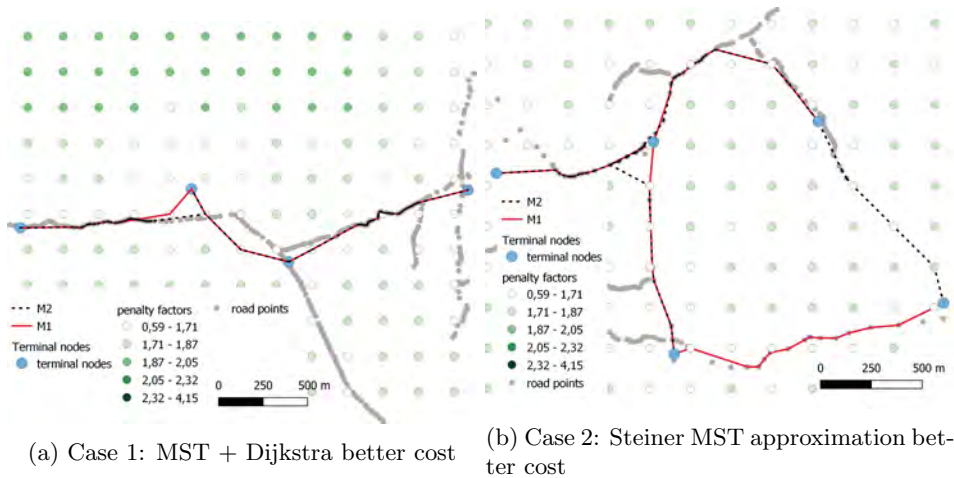 M2
M1
Terminal nodes
terminal nodes
penalty factors
0,59 - 1,71
1,71 - 1,87
1,87 - 2,05
2,05 - 2,32
2,32 - 4,15
road points
0 250 500 m
(a) Case 1: MST + Dijkstra better cost
M2
M1
Terminal nodes
terminal nodes
penalty factors
0,59 - 1,71
1,71 - 1,87
1,87 - 2,05
2,05 - 2,32
2,32 - 4,15
road points
0 250 500 m
(b) Case 2: Steiner MST approximation bet-
ter cost